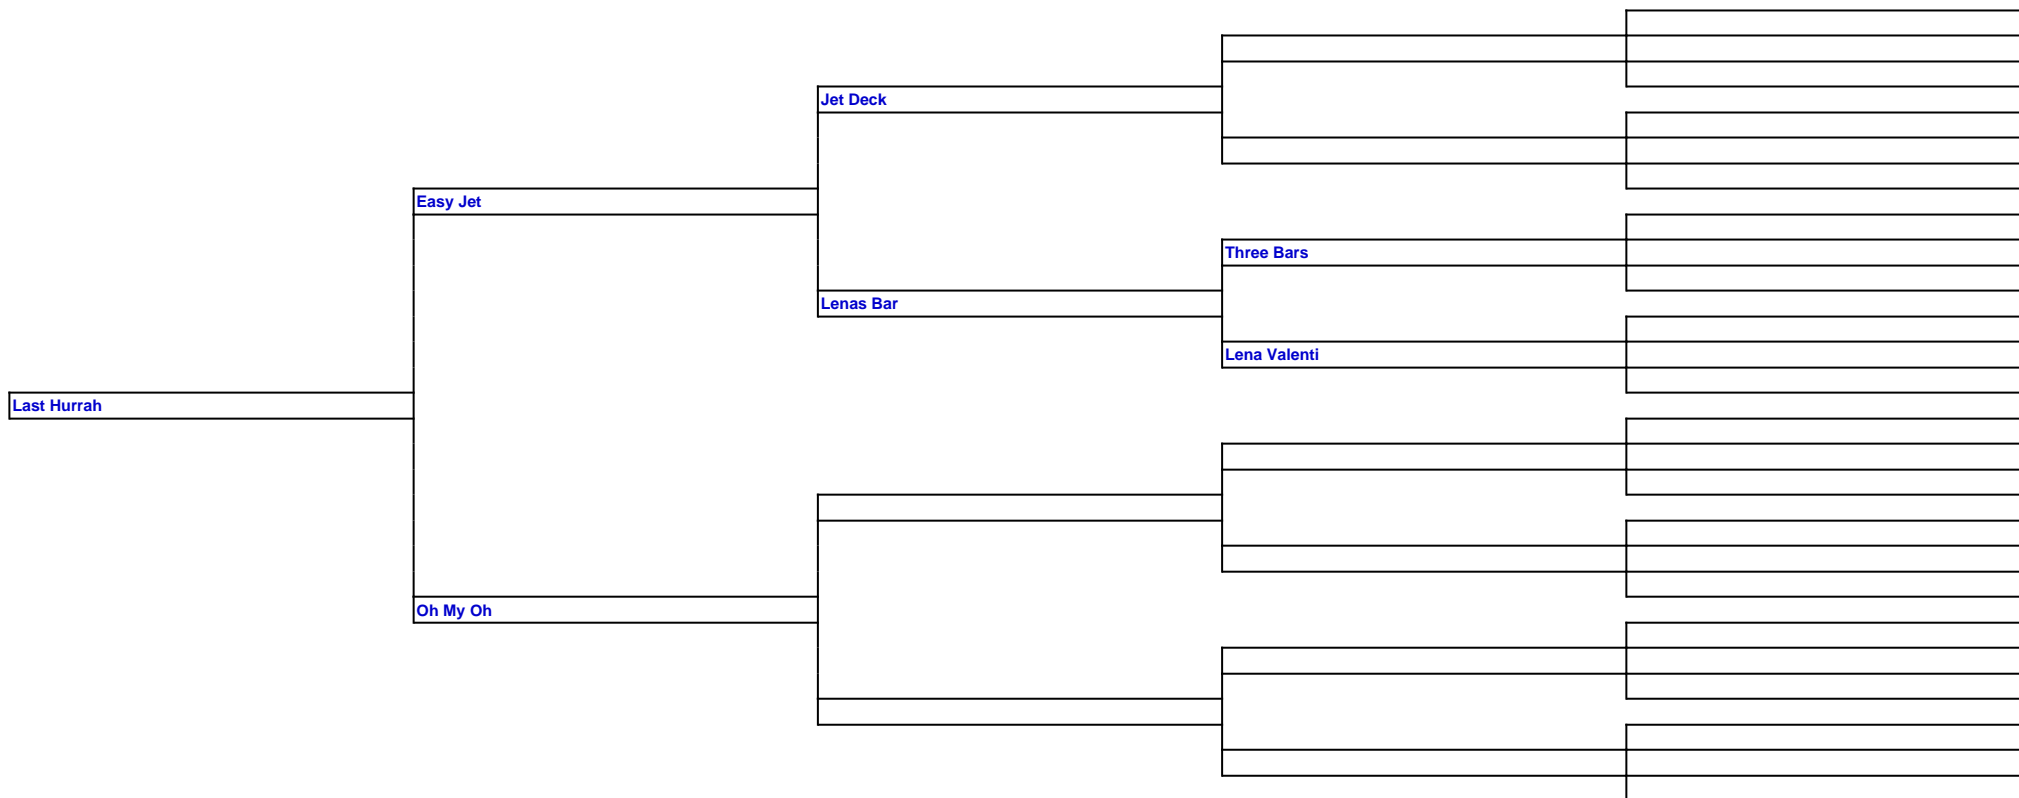 Jet Deck
Easy Jet
Three Bars
Lenas Bar
Lena Valenti
Last Hurrah
Oh My Oh